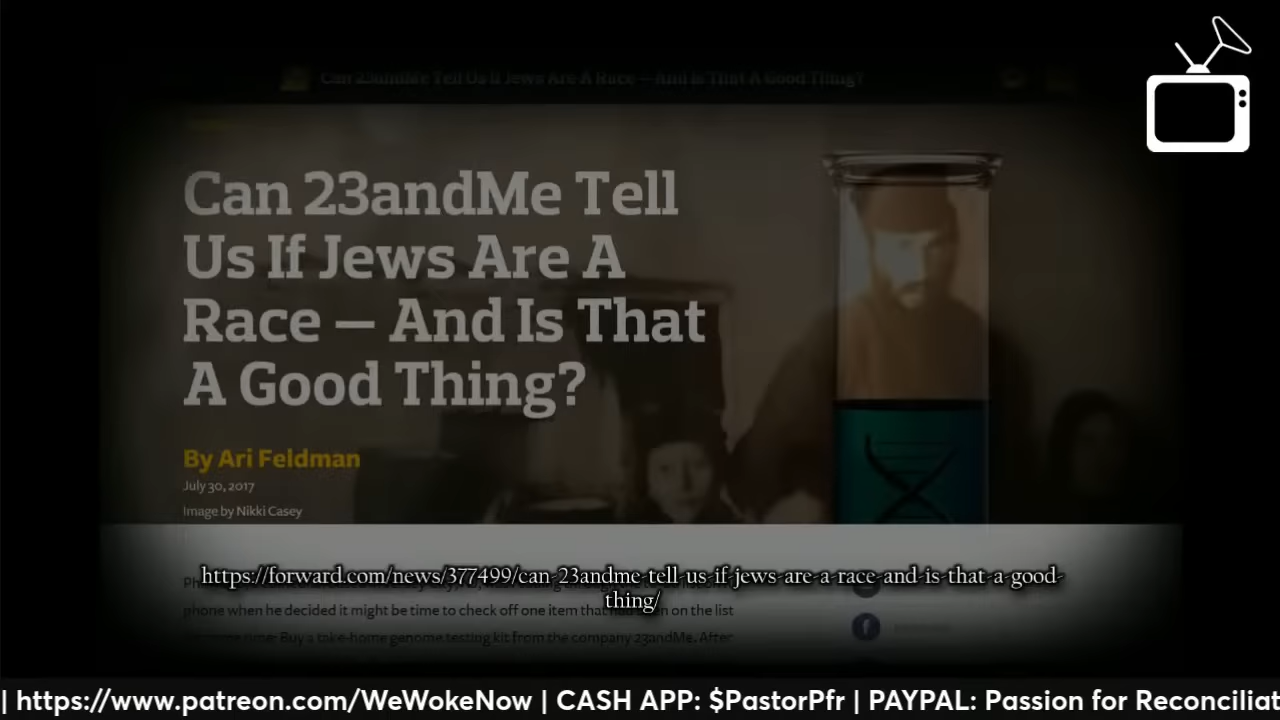 Can 23andMe Tell Us If Jews Are A Race — And Is That A Good Thing?
Can 23andMe Tell
Us If Jews Are A
Race — And Is That
A Good Thing?
By Ari Feldman
July 30, 2017
Image by Nikki Casey
https://forward.com/news/377499/can-23andme-tell-us-if-jews-are-a-race-and-is-that-a-good-
thing/
phone when he decided it might be time to check off one item that had been on the list
Buy a take-home genome testing kit from the company 23andMe. After
| https://www.patreon.com/WeWokeNow | CASH APP: $PastorPfr | PAYPAL: Passion for Reconciliat